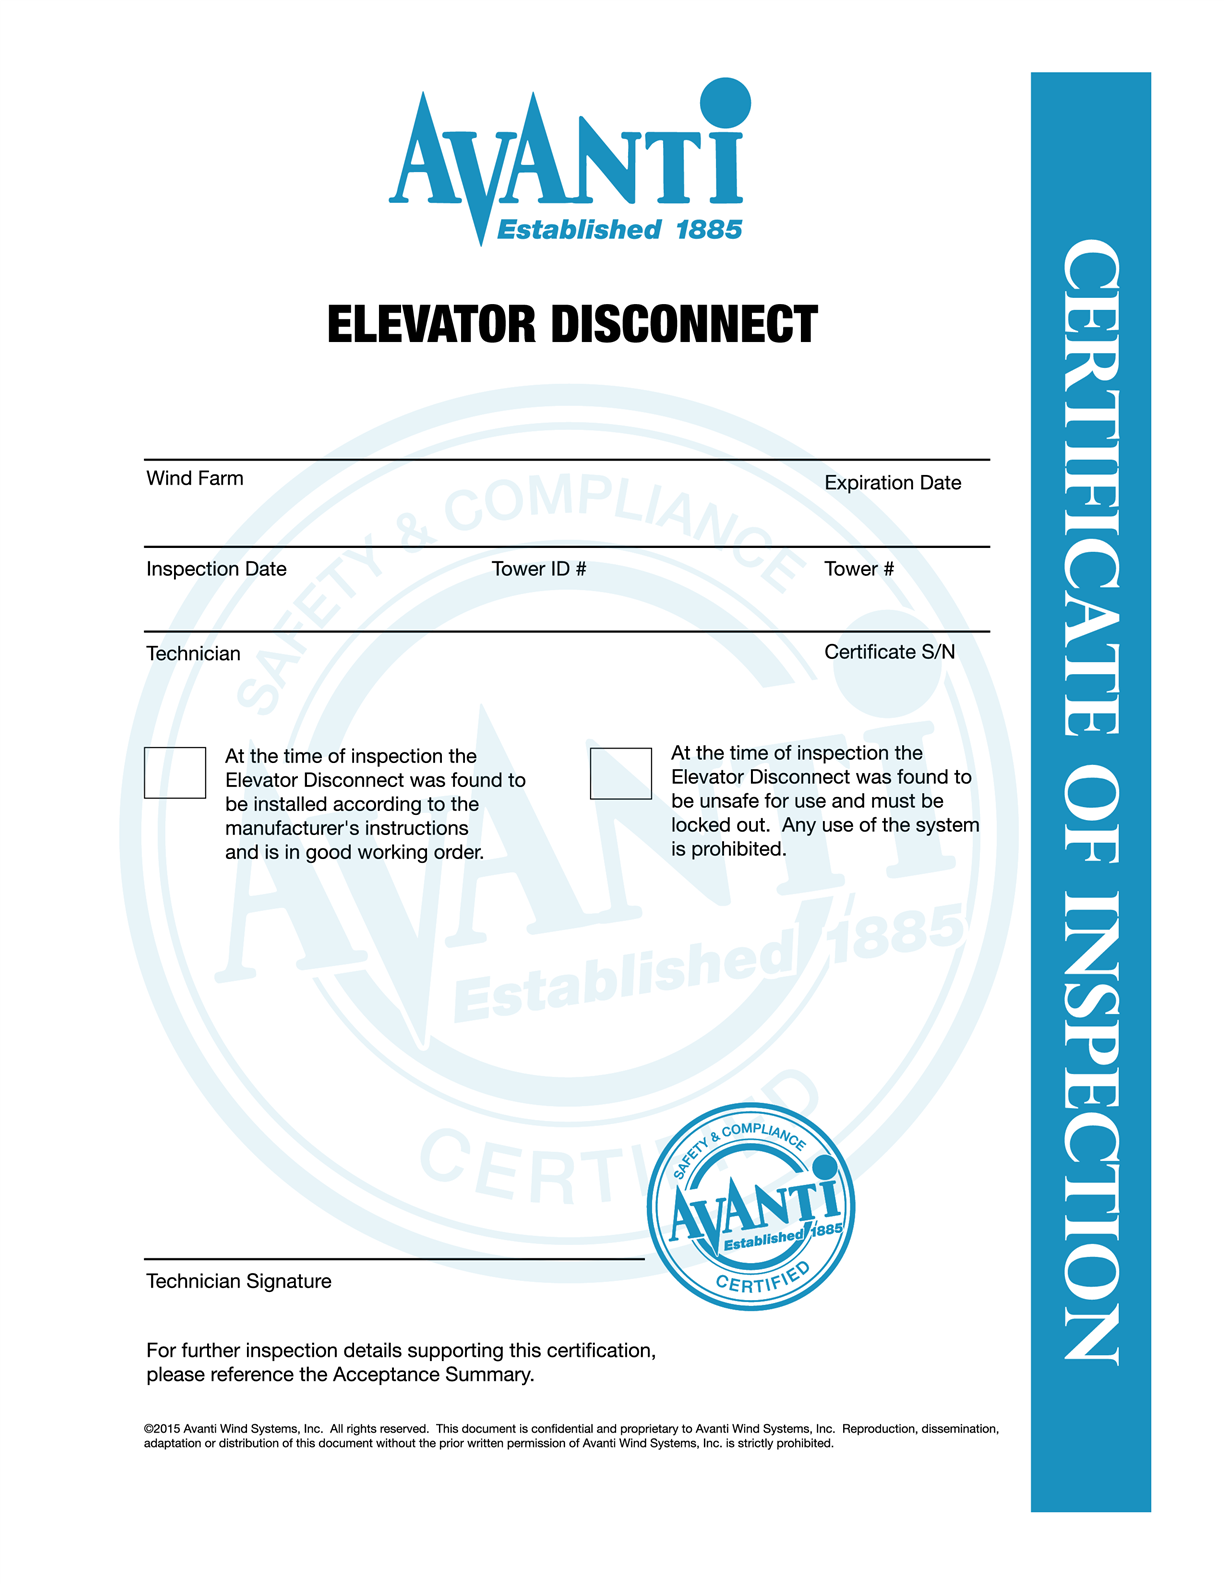 AVANTI
Established 1885
ELEVATOR DISCONNECT
CERTIFICATE OF INSPECTION
Wind Farm
Expiration Date
Inspection Date
Tower ID #
Tower #
Technician
Certificate S/N
At the time of inspection the
Elevator Disconnect was found to
be installed according to the
manufacturer's instructions
and is in good working order.
At the time of inspection the
Elevator Disconnect was found to
be unsafe for use and must be
locked out.  Any use of the system
is prohibited.
SAFETY & COMPLIANCE
AVANTI
Established 1885
CERTIFIED
SAFETY & COMPLIANCE
AVANTI
Established 1885
CERTIFIED
Technician Signature
For further inspection details supporting this certification,
please reference the Acceptance Summary.
©2015 Avanti Wind Systems, Inc.  All rights reserved.  This document is confidential and proprietary to Avanti Wind Systems, Inc.  Reproduction, dissemination,
adaptation or distribution of this document without the prior written permission of Avanti Wind Systems, Inc. is strictly prohibited.